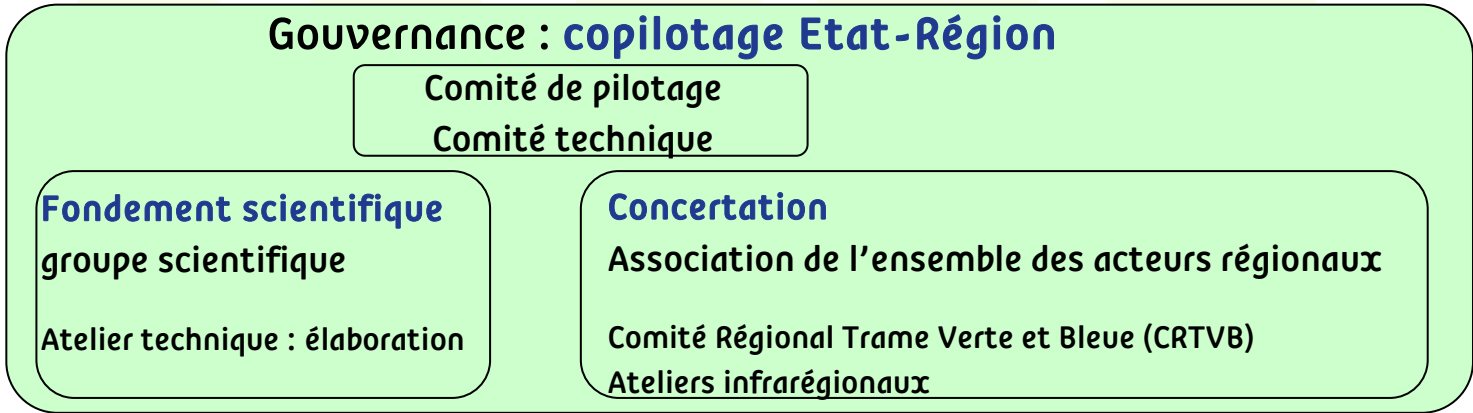 Gouvernance : copilotage Etat-Région
Comité de pilotage
Comité technique
Fondement scientifique
groupe scientifique
Atelier technique : élaboration
Concertation
Association de l’ensemble des acteurs régionaux
Comité Régional Trame Verte et Bleue (CRTVB)
Ateliers infrarégionaux